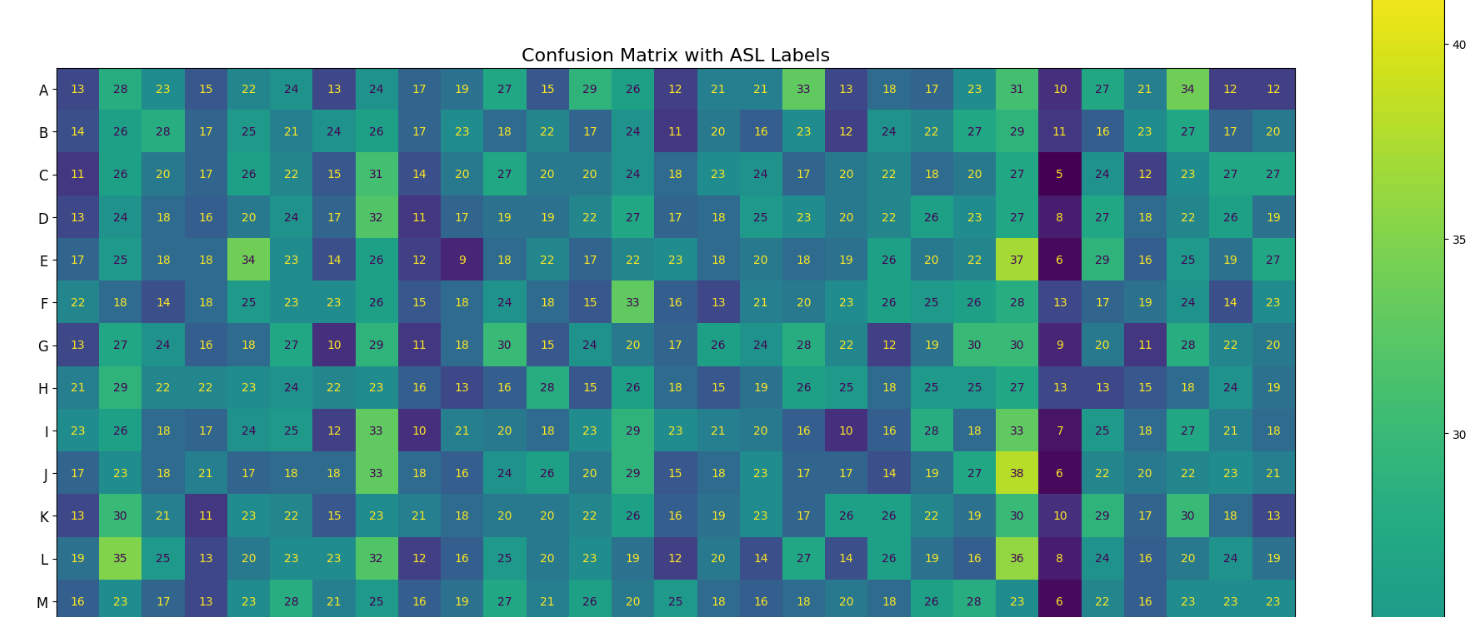 40
Confusion Matrix with ASL Labels
A 13 28 23 15 22 24 13 24 17 19 27 15 29 26 12 21 21 33 13 18 17 23 31 10 27 21 34 12 12
B 14 26 28 17 25 21 24 26 17 23 18 22 17 24 11 20 16 23 12 24 22 27 29 11 16 23 27 17 20
C 11 26 20 17 26 22 15 31 14 20 27 20 20 24 18 23 24 17 20 22 18 20 27 5 24 12 23 27 27
D 13 24 18 16 20 24 17 32 11 17 19 19 22 27 17 18 25 23 20 22 26 23 27 8 27 18 22 26 19
35
E 17 25 18 18 34 23 14 26 12 9 18 22 17 22 23 18 20 18 19 26 20 22 37 6 29 16 25 19 27
F 22 18 14 18 25 23 23 26 15 18 24 18 15 33 16 13 21 20 23 26 25 26 28 13 17 19 24 14 23
G 13 27 24 16 18 27 10 29 11 18 30 15 24 20 17 26 24 28 22 12 19 30 30 9 20 11 28 22 20
H 21 29 22 22 23 24 22 23 16 13 16 28 15 26 18 15 19 26 25 18 25 25 27 13 13 15 18 24 19
I 23 26 18 17 24 25 12 33 10 21 20 18 23 29 23 21 20 16 10 16 28 18 33 7 25 18 27 21 18
30
J 17 23 18 21 17 18 18 33 18 16 24 26 20 29 15 18 23 17 17 14 19 27 38 6 22 20 22 23 21
K 13 30 21 11 23 22 15 23 21 18 20 20 22 26 16 19 23 17 26 26 22 19 30 10 29 17 30 18 13
L 19 35 25 13 20 23 23 32 12 16 25 20 23 19 12 20 14 27 14 26 19 16 36 8 24 16 20 24 19
M 16 23 17 13 23 28 21 25 16 19 27 21 26 20 25 18 16 18 20 18 26 28 23 6 22 16 23 23 23